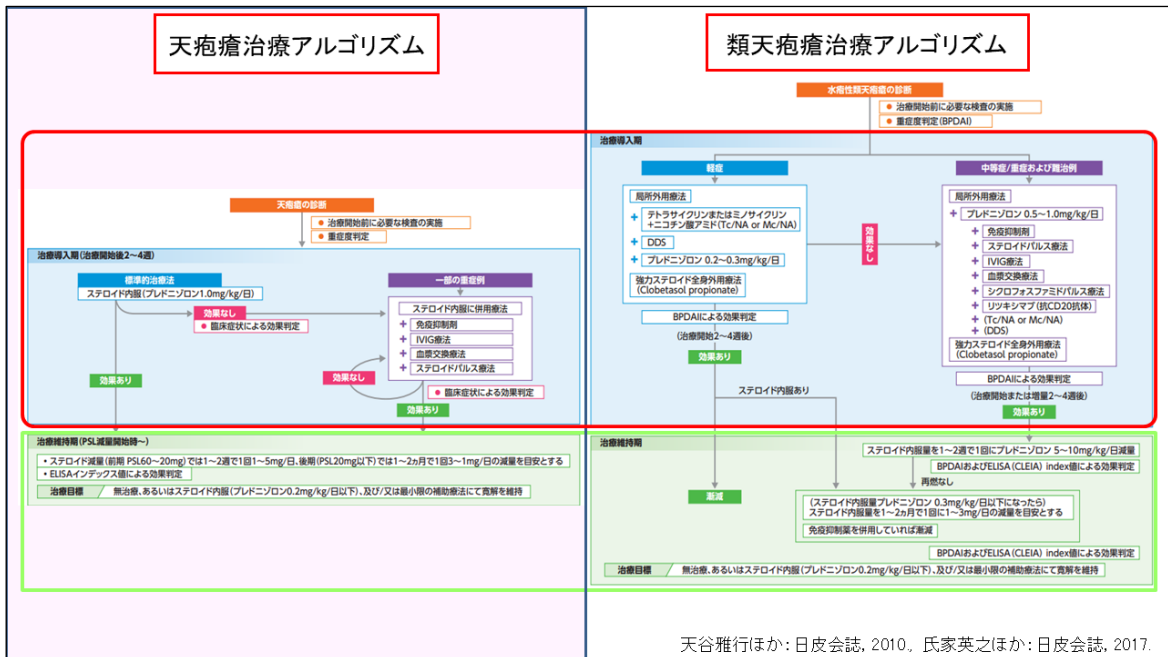 天疱瘡治療アルゴリズム
天疱瘡の診断
● 治療開始前に必要な検査の実施
● 重症度判定
治療導入期(治療開始後2~4週)
標準的治療法
ステロイド内服(プレドニゾロン1.0mg/kg/日)
効果なし
● 臨床症状による効果判定
効果あり
一部の重症例
ステロイド内服に併用療法
+ 免疫抑制剤
+ IVIG療法
+ 血漿交換療法
+ ステロイドパルス療法
効果なし
● 臨床症状による効果判定
効果あり
治療維持期(PSL減量開始時~)
・ステロイド減量(前期 PSL60~20mg)では1~2週で1回1~5mg/日、後期(PSL20mg以下)では1~2ヵ月で1回3~1mg/日の減量を目安とする
・ELISAインデックス値による効果判定
治療目標 無治療、あるいはステロイド内服(プレドニゾロン0.2mg/kg/日以下)、及び/又は最小限の補助療法にて寛解を維持
類天疱瘡治療アルゴリズム
水疱性類天疱瘡の診断
● 治療開始前に必要な検査の実施
● 重症度判定(BPDAI)
治療導入期
軽症
局所外用療法
+ テトラサイクリンまたはミノサイクリン
+ニコチン酸アミド(Tc/NA or Mc/NA)
+ DDS
+ プレドニゾロン 0.2~0.3mg/kg/日
強力ステロイド全身外用療法
(Clobetasol propionate)
BPDAIによる効果判定
(治療開始2~4週後)
効果あり
効果なし
中等症/重症および難治例
局所外用療法
+ プレドニゾロン 0.5~1.0mg/kg/日
+ 免疫抑制剤
+ ステロイドパルス療法
+ IVIG療法
+ 血漿交換療法
+ シクロフォスファミドパルス療法
+ リツキシマブ(抗CD20抗体)
+ (Tc/NA or Mc/NA)
+ (DDS)
強力ステロイド全身外用療法
(Clobetasol propionate)
BPDAIによる効果判定
(治療開始または増量2~4週後)
効果あり
ステロイド内服あり
治療維持期
ステロイド内服量を1~2週で1回にプレドニゾロン 5~10mg/kg/日減量
BPDAIおよびELISA (CLEIA) index値による効果判定
再燃なし
漸減
(ステロイド内服量プレドニゾロン 0.3mg/kg/日以下になったら)
ステロイド内服量を1~2ヵ月で1回に1~3mg/日の減量を目安とする
免疫抑制薬を併用していれば漸減
BPDAIおよびELISA (CLEIA) index値による効果判定
治療目標 無治療、あるいはステロイド内服(プレドニゾロン0.2mg/kg/日以下)、及び/又は最小限の補助療法にて寛解を維持
天谷雅行ほか:日皮会誌, 2010。 氏家英之ほか:日皮会誌, 2017.